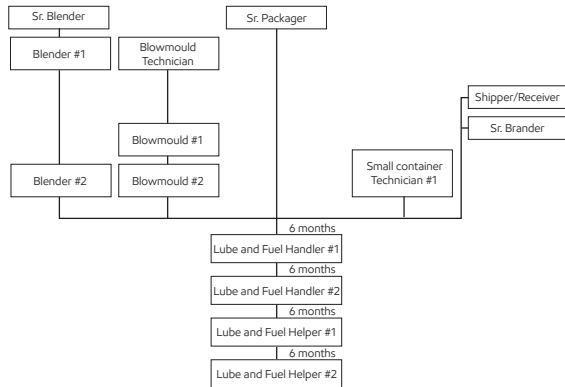 Sr. Blender
Sr. Packager
Blender #1
Blowmould
Technician
Shipper/Receiver
Sr. Brander
Blowmould #1
Small container
Technician #1
Blender #2
Blowmould #2
6 months
Lube and Fuel Handler #1
6 months
Lube and Fuel Handler #2
6 months
Lube and Fuel Helper #1
6 months
Lube and Fuel Helper #2